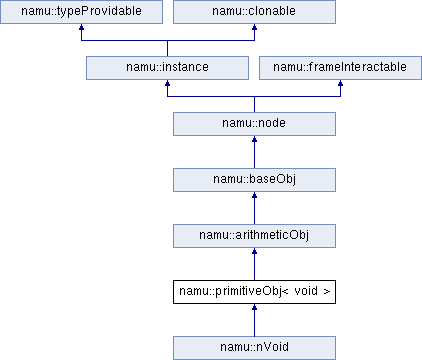 namu::typeProvidable
namu::clonable
namu::instance
namu::frameInteractable
namu::node
namu::baseObj
namu::arithmeticObj
namu::primitiveObj< void >
namu::nVoid